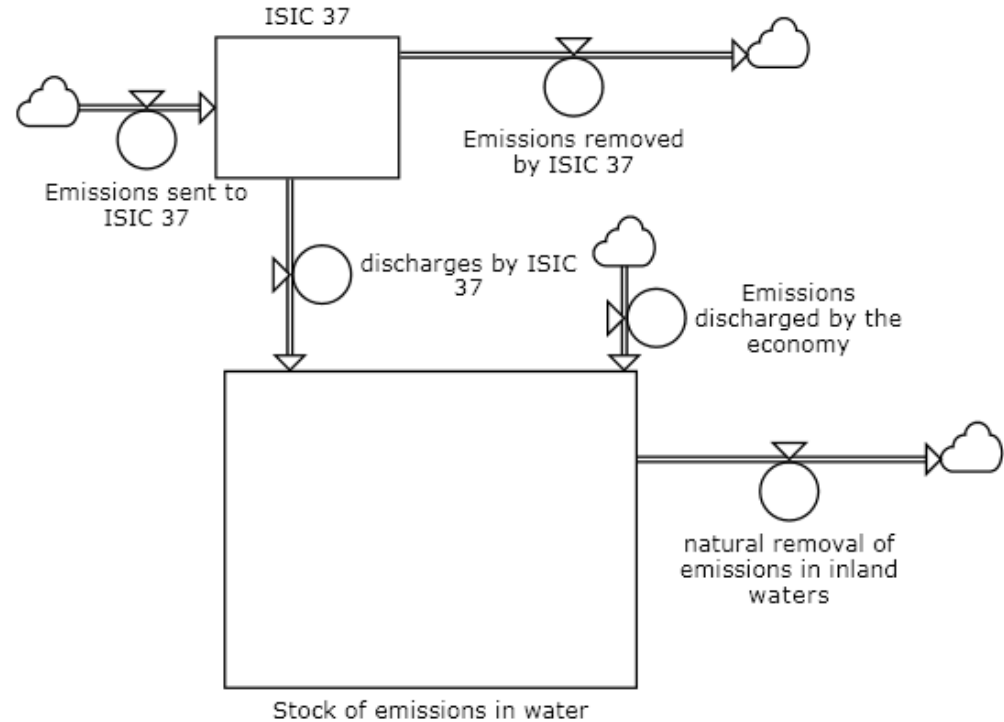 ISIC 37
Emissions removed
by ISIC 37
Emissions sent to
ISIC 37
discharges by ISIC
37
Emissions
discharged by the
economy
natural removal of
emissions in inland
waters
Stock of emissions in water